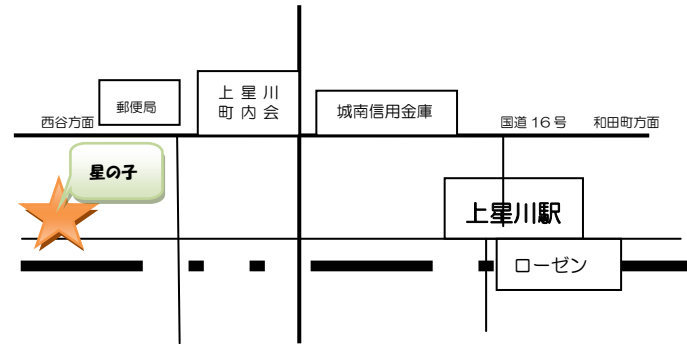 郵便局
上 星 川
町 内 会
城南信用金庫
西谷方面
国道 16 号
和田町方面
星の子
上星川駅
ローゼン